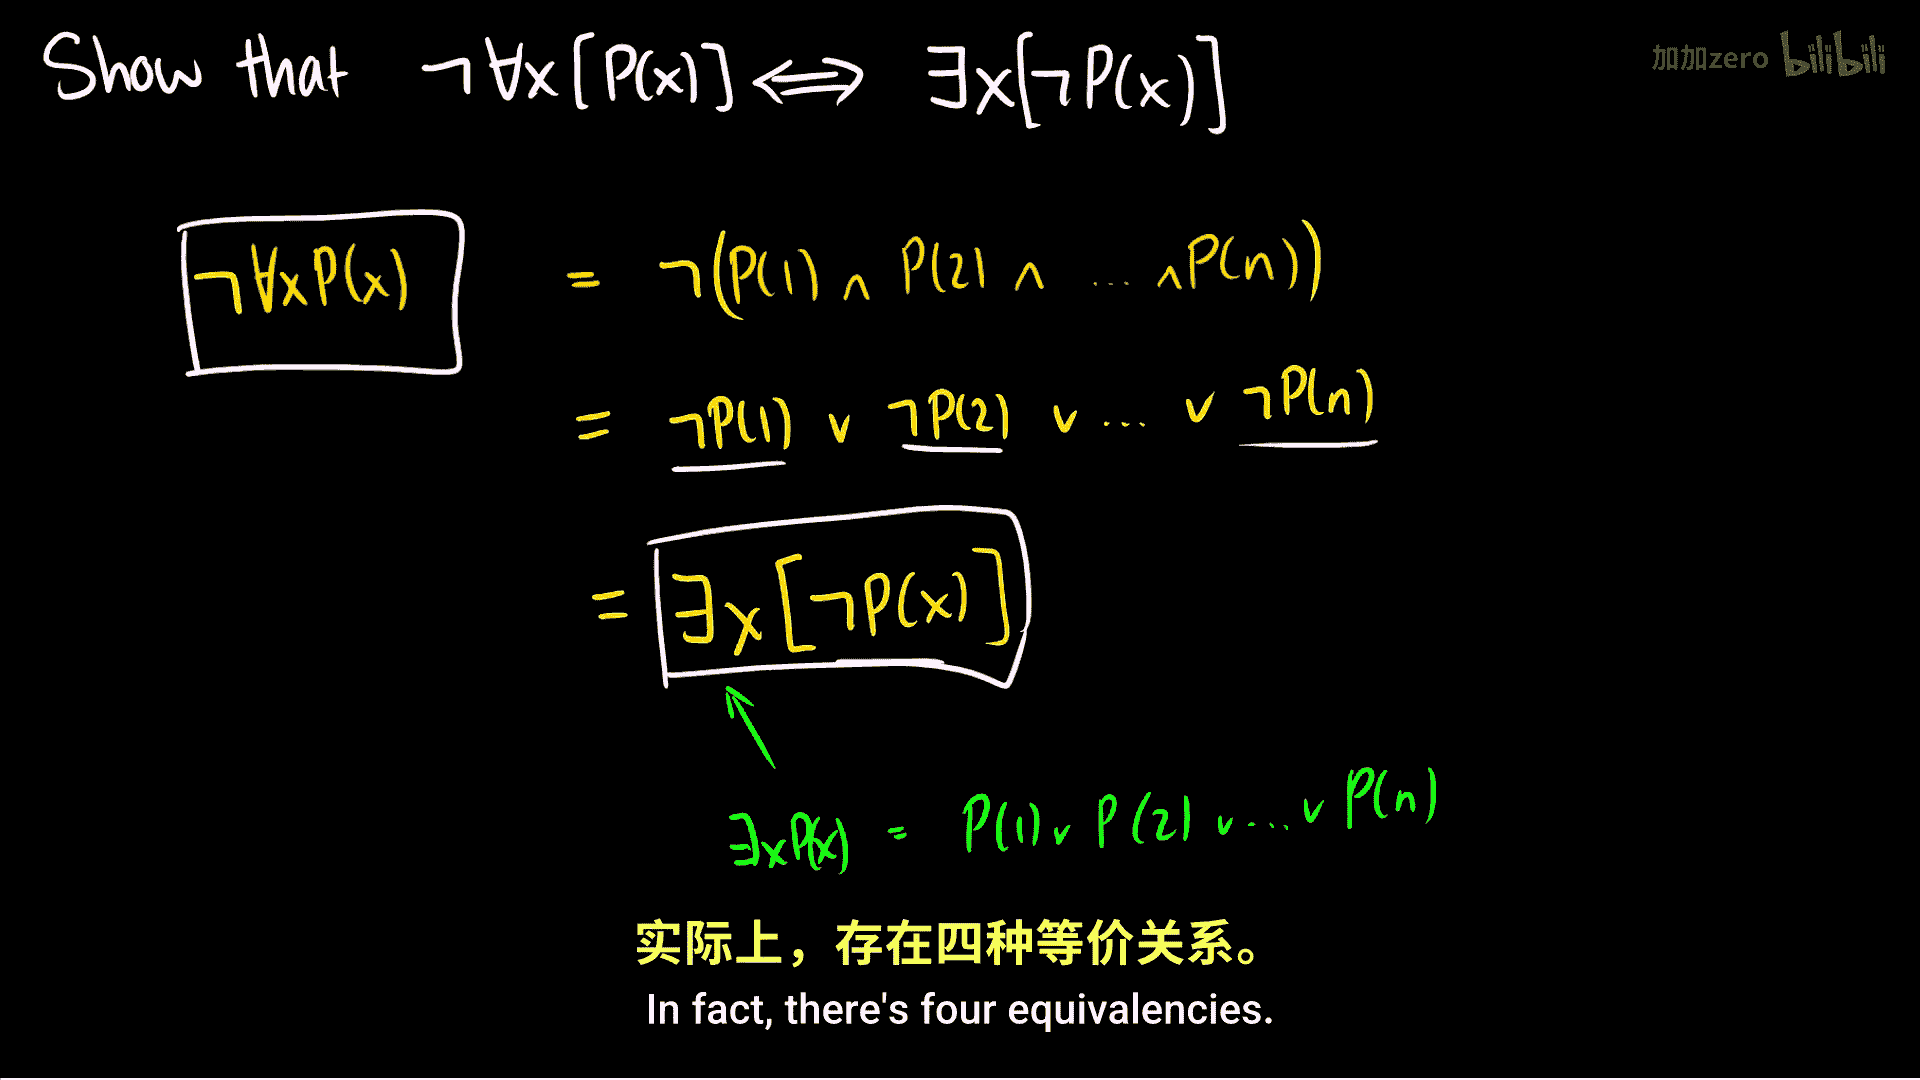 Show that ¬∀x[P(x)] ⟺ ∃x[¬P(x)]
加加zero bilibili
¬∀xP(x) = ¬(P(1) ∧ P(2) ∧ ... ∧P(n))
= ¬P(1) ∨ ¬P(2) ∨ ... ∨ ¬P(n)
= ∃x[¬P(x)]
∃xP(x) = P(1) ∨ P(2) ∨ ... ∨ P(n)
实际上，存在四种等价关系。
In fact, there's four equivalencies.